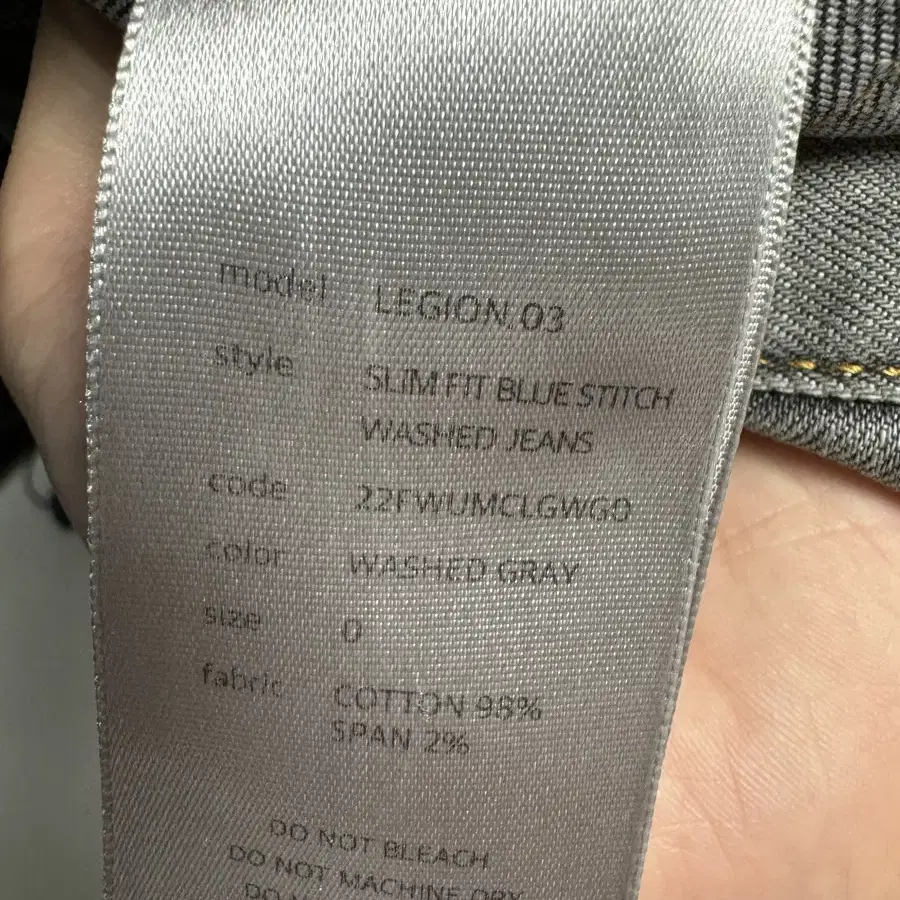 model LEGION 03
style SLIM FIT BLUE STITCH
WASHED JEANS
code 22FWUMCLGWG0
color WASHED GRAY
size 0
fabric COTTON 98%
SPAN 2%
DO NOT BLEACH
DO NOT MACHINE DRY
DO